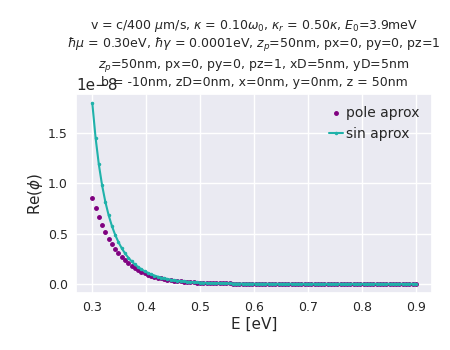 v = c/400 μm/s, κ = 0.10ω₀, κᵣ = 0.50κ, E₀=3.9meV
ħμ = 0.30eV, ħγ = 0.0001eV, zₚ=50nm, px=0, py=0, pz=1
zₚ=50nm, px=0, py=0, pz=1, xD=5nm, yD=5nm
b = -10nm, zD=0nm, x=0nm, y=0nm, z = 50nm
1e−8
pole aprox
sin aprox
1.5
1.0
0.5
0.0
Re(ϕ)
0.3 0.4 0.5 0.6 0.7 0.8 0.9
E [eV]